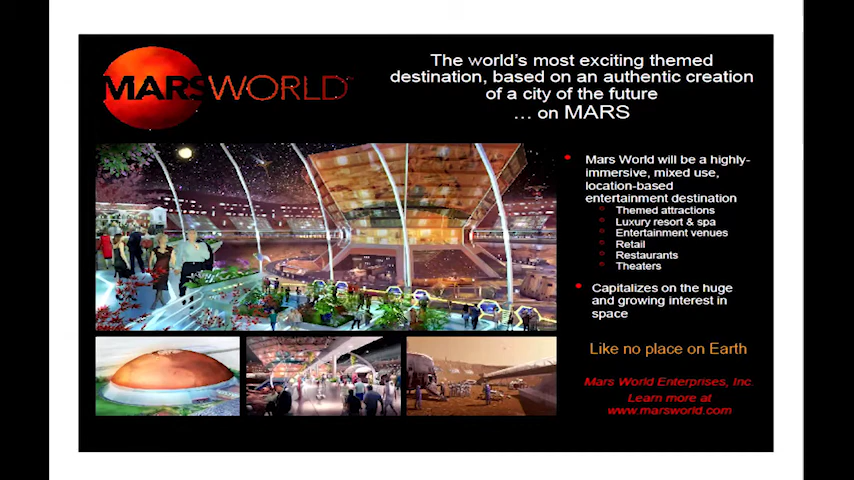 MARSWORLD™
The world's most exciting themed
destination, based on an authentic creation
of a city of the future
... on MARS
Mars World will be a highly-
immersive, mixed use,
location-based
entertainment destination
Themed attractions
Luxury resort & spa
Entertainment venues
Retail
Restaurants
Theaters
Capitalizes on the huge
and growing interest in
space
Like no place on Earth
Mars World Enterprises, Inc.
Learn more at
www.marsworld.com